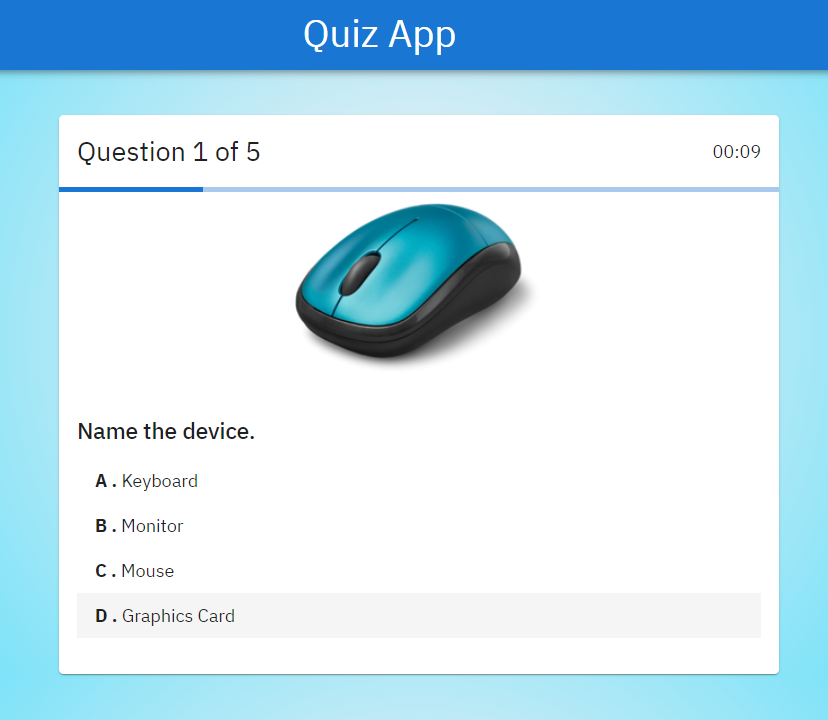 Quiz App
Question 1 of 5
00:09
Name the device.
A . Keyboard
B . Monitor
C . Mouse
D . Graphics Card